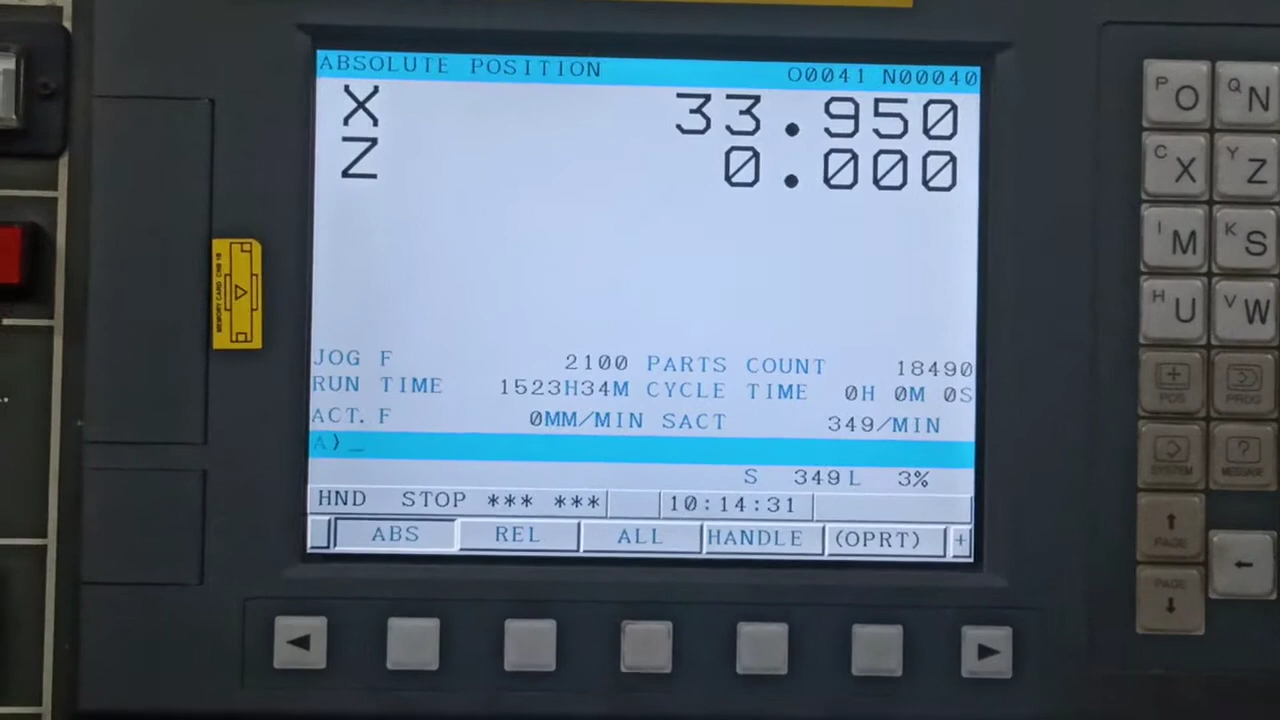 ABSOLUTE POSITION O0041 N00040
X 33.950
Z 0.000
JOG F 2100 PARTS COUNT 18490
RUN TIME 1523H34M CYCLE TIME 0H 0M 0S
ACT. F 0MM/MIN SACT 349/MIN
A>_
S 349L 3%
HND STOP *** *** 10:14:31
ABS REL ALL HANDLE (OPRT) +
MEMORY CARD CNB 1B
P O Q N
C X Y Z
I M K S
H U V W
POS PROG
SYSTEM MESSAGE
↑ PAGE
←
PAGE ↓